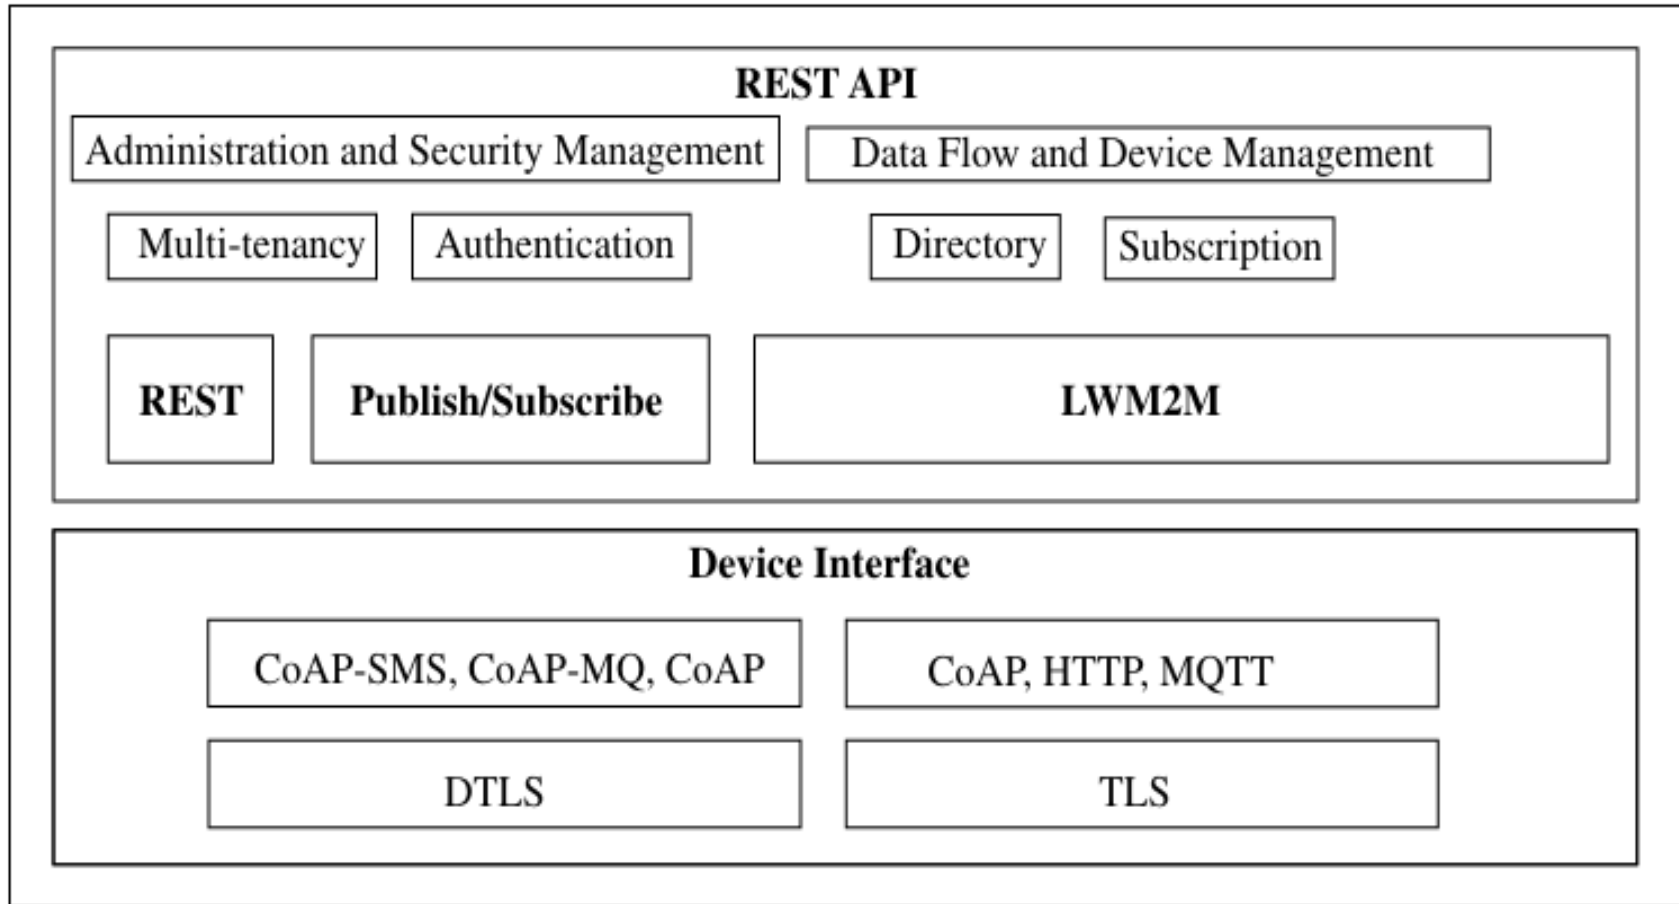 REST API
Administration and Security Management
Data Flow and Device Management
Multi-tenancy
Authentication
Directory
Subscription
REST
Publish/Subscribe
LWM2M
Device Interface
CoAP-SMS, CoAP-MQ, CoAP
CoAP, HTTP, MQTT
DTLS
TLS